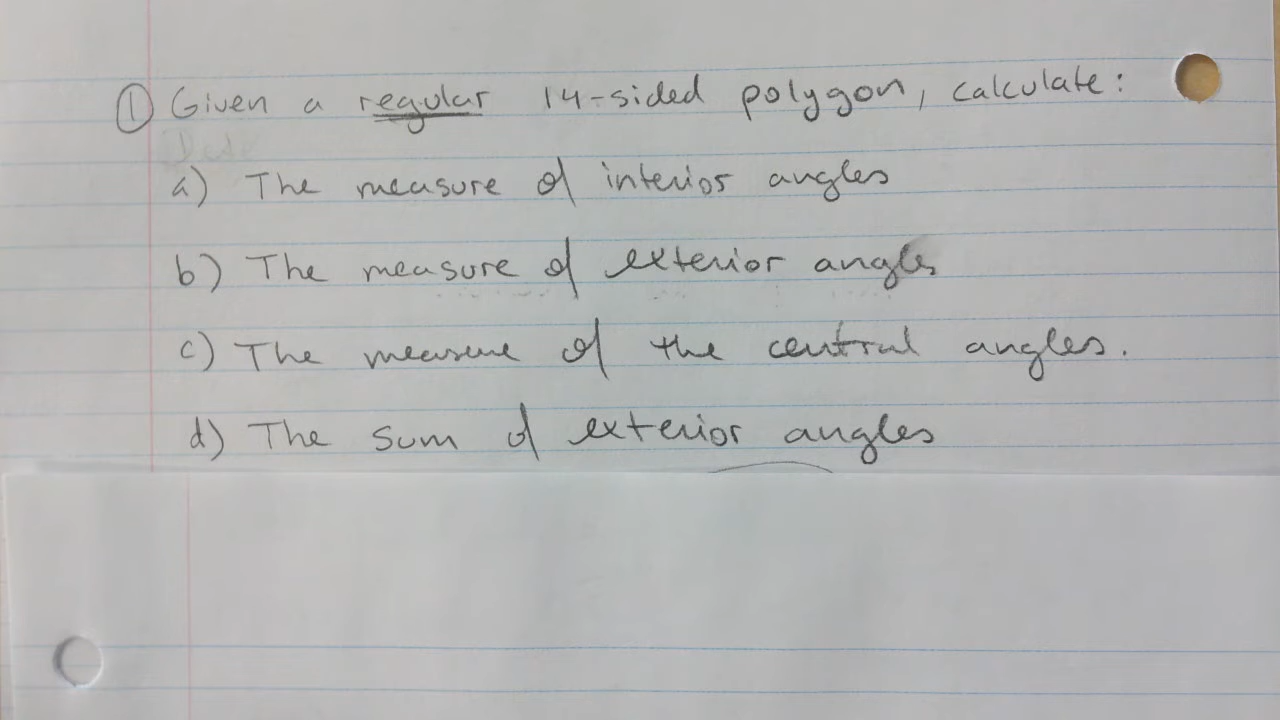 ① Given a regular 14-sided polygon, calculate:
a) The measure of interior angles
b) The measure of exterior angles
c) The measure of the central angles.
d) The sum of exterior angles